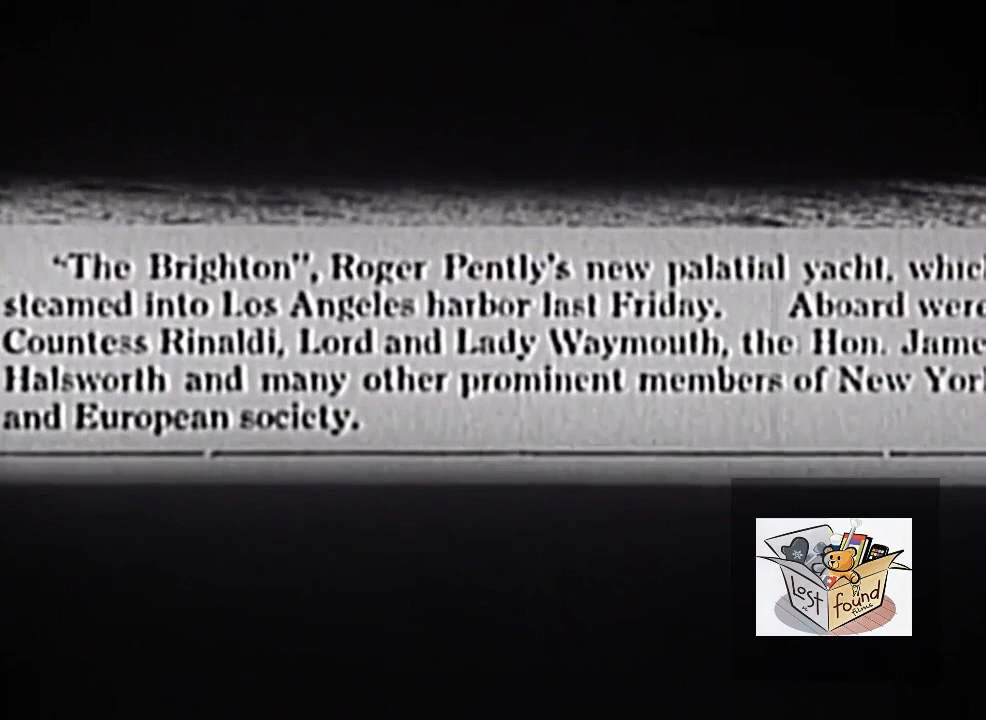 "The Brighton", Roger Pently's new palatial yacht, whic
steamed into Los Angeles harbor last Friday. Aboard were
Countess Rinaldi, Lord and Lady Waymouth, the Hon. Jame
Halsworth and many other prominent members of New Yor
and European society.
Lost
found
films